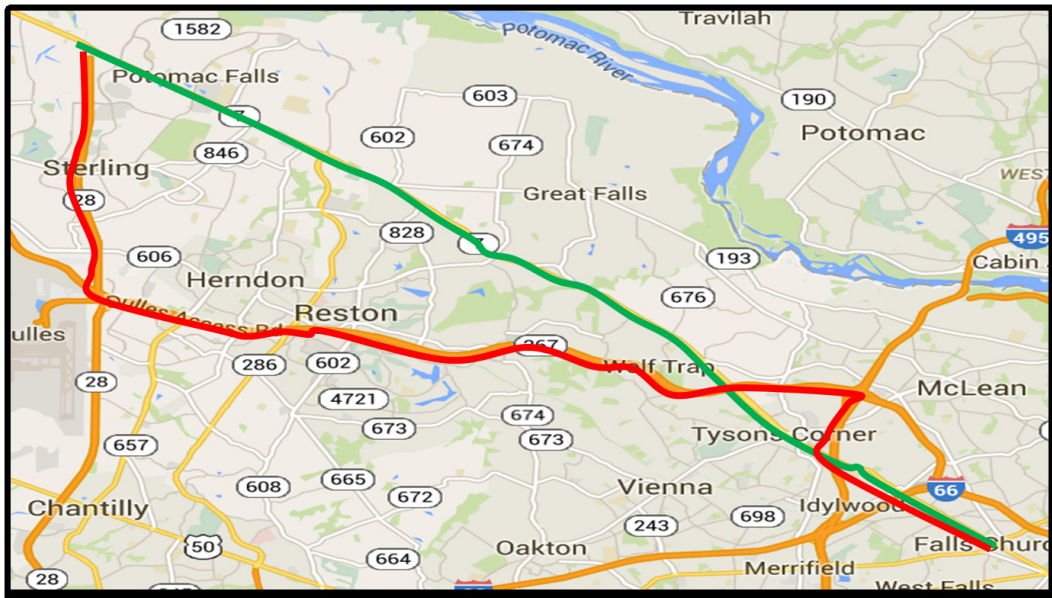 Travilah
1582
Potomac River
Potomac Falls
603
190
7
602
Potomac
846
674
Sterling
WEST
Great Falls
28
828
7
495
606
193
Cabin
Herndon
676
Dulles Access Rd
Reston
ulles
267
286
602
Wolf Trap
28
McLean
4721
674
673
673
Tysons Corner
657
665
608
672
Vienna
66
Chantilly
698
Idylwood
243
50
Oakton
Falls Churc
664
Merrifield
28
West Falls